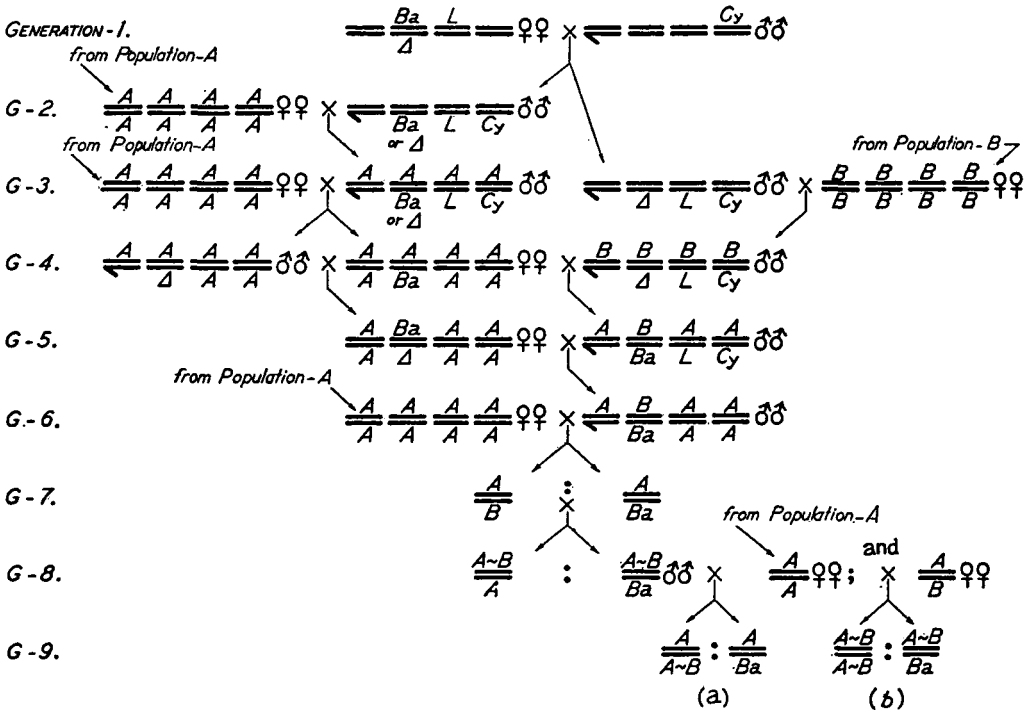 GENERATION-1. Ba L ♀♀ × Cy ♂♂
Δ
from Population-A
G-2. A A A A ♀♀ × ♂♂
A A A A Ba L Cy
or Δ
from Population-A from Population-B
G-3. A A A A ♀♀ × A A A A ♂♂ ♂♂ × B B B B ♀♀
A A A A Ba L Cy Δ L Cy B B B B
or Δ
G-4. A A A A ♂♂ × A A A A ♀♀ × B B B B ♂♂
Δ A A A Ba A A Δ L Cy
G-5. A Ba A A ♀♀ × A B A A ♂♂
A Δ A A Ba L Cy
from Population-A
G-6. A A A A ♀♀ × A B A A ♂♂
A A A A Ba A A
G-7. A : A
B × Ba
from Population-A and
G-8. A~B : A~B ♂♂ × A ♀♀ ; × A ♀♀
A Ba A B
G-9. A : A A~B : A~B
A~B Ba A~B Ba
(a) (b)